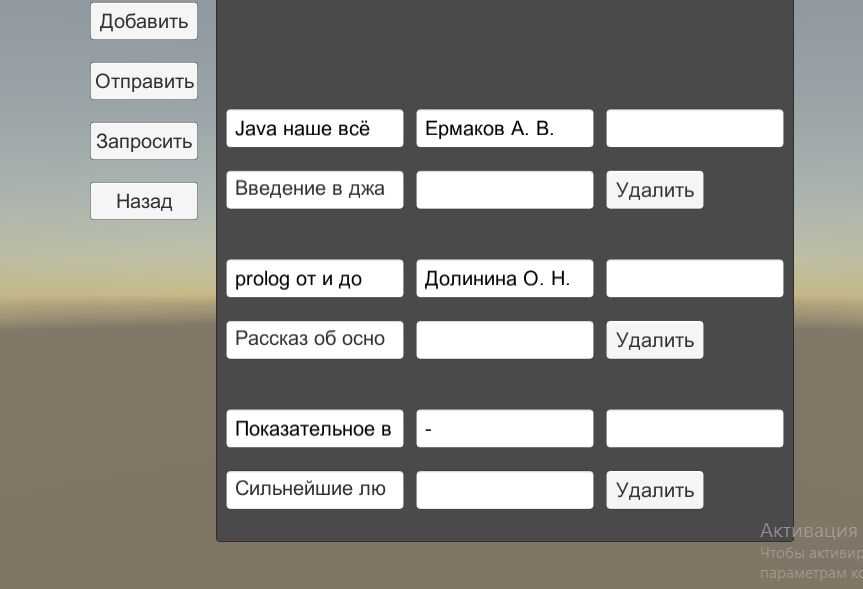 Добавить
Отправить
Запросить
Назад
Java наше всё
Ермаков А. В.
Введение в джа
Удалить
prolog от и до
Долинина О. Н.
Рассказ об осно
Удалить
Показательное в
-
Сильнейшие лю
Удалить
Активация
Чтобы активир
параметрам ко